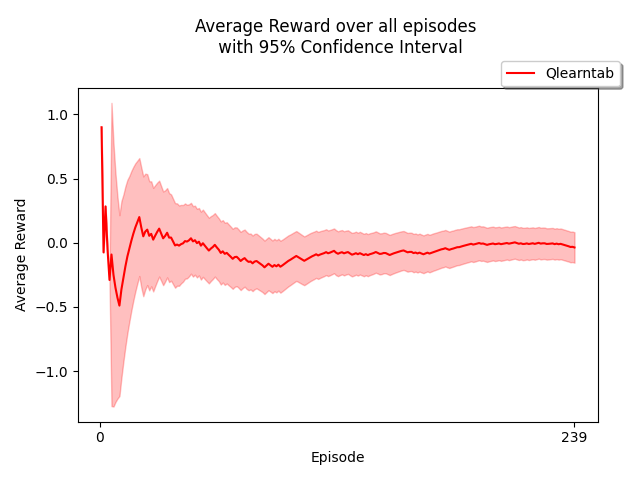 Average Reward over all episodes
with 95% Confidence Interval
Qlearntab
1.0
0.5
0.0
−0.5
−1.0
Average Reward
0
239
Episode